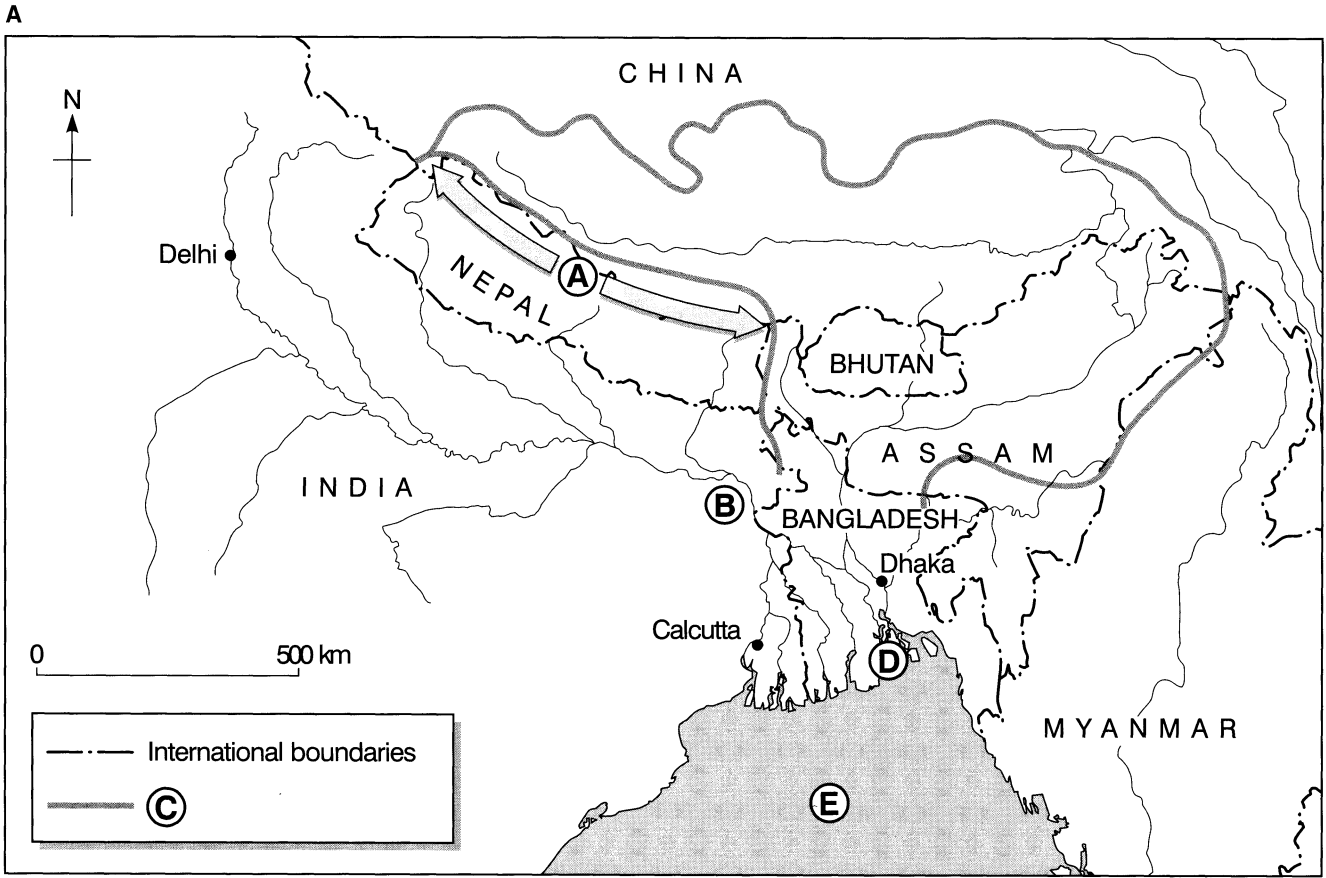 A
CHINA
N
Delhi
A
NEPAL
BHUTAN
ASSAM
INDIA
B
BANGLADESH
Dhaka
Calcutta
0 500 km
D
MYANMAR
International boundaries
C
E